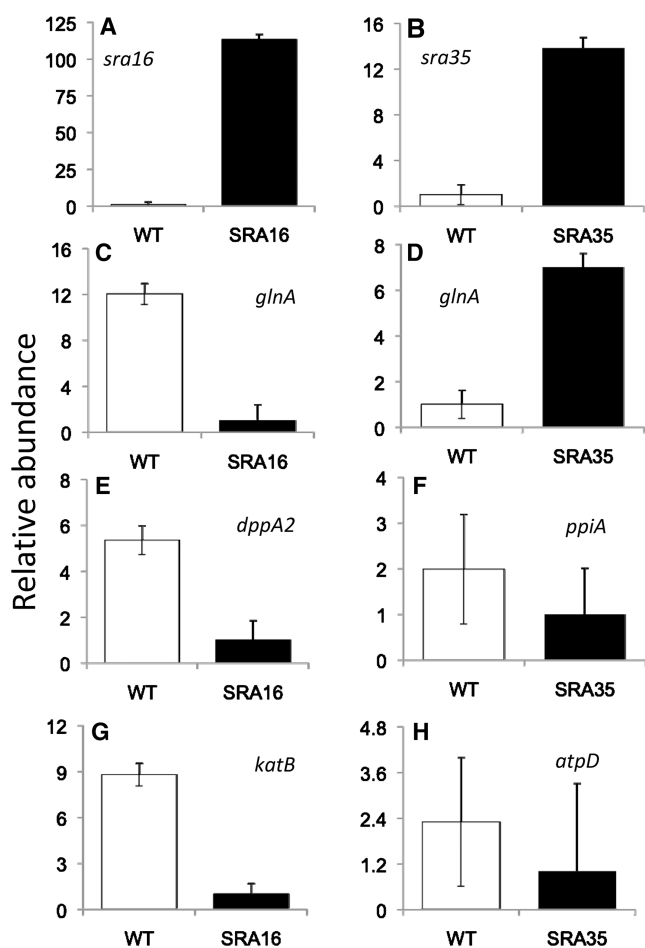 Relative abundance
A
sra16
125
100
75
50
25
0
WT SRA16
B
sra35
16
12
8
4
0
WT SRA35
C
glnA
16
12
8
4
0
WT SRA16
D
glnA
8
6
4
2
0
WT SRA35
E
dppA2
8
6
4
2
0
WT SRA16
F
ppiA
4
3
2
1
0
WT SRA35
G
katB
12
9
6
3
0
WT SRA16
H
atpD
4.8
3.6
2.4
1.2
0
WT SRA35